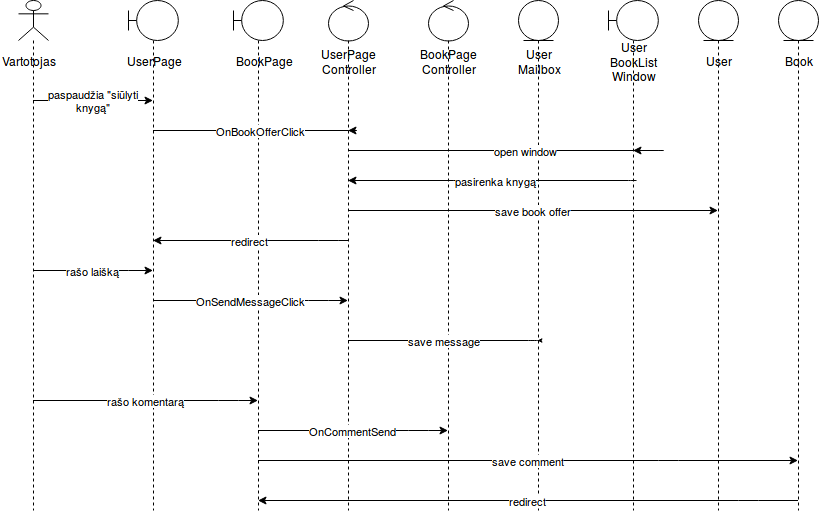 Vartotojas
UserPage
BookPage
UserPage
Controller
BookPage
Controller
User
Mailbox
User
BookList
Window
User
Book
paspaudžia "siūlyti
knygą"
OnBookOfferClick
open window
pasirenka knygą
save book offer
redirect
rašo laišką
OnSendMessageClick
save message
rašo komentarą
OnCommentSend
save comment
redirect